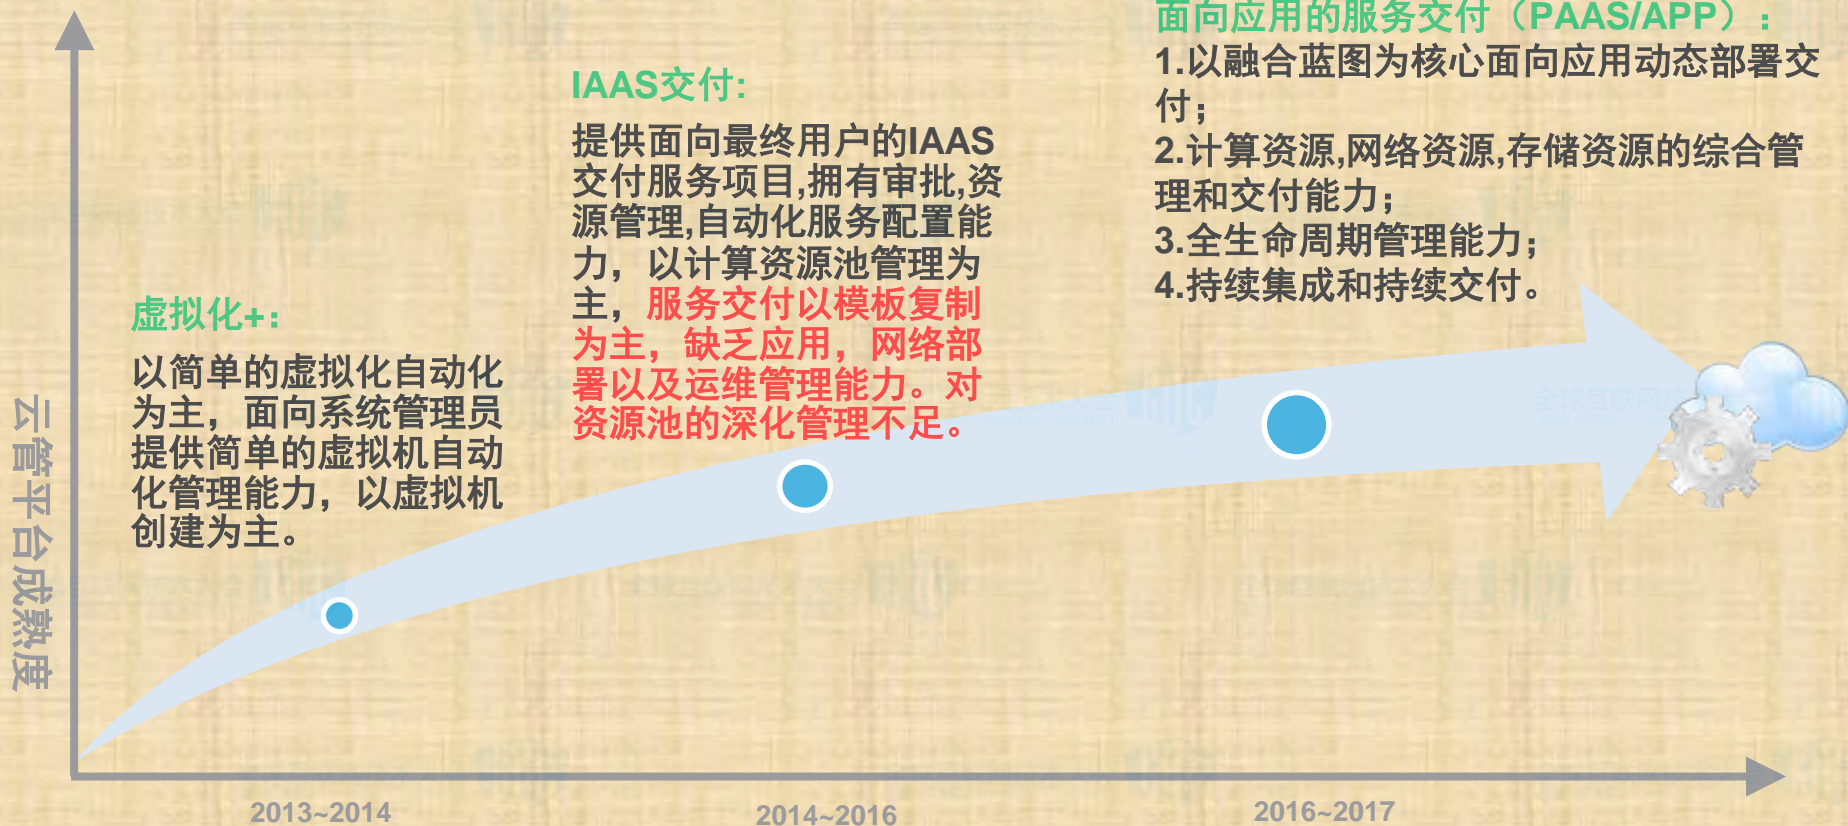 云管平台成熟度
虚拟化+:
以简单的虚拟化自动化
为主，面向系统管理员
提供简单的虚拟机自动
化管理能力，以虚拟机
创建为主。
IAAS交付:
提供面向最终用户的IAAS
交付服务项目,拥有审批,资
源管理,自动化服务配置能
力，以计算资源池管理为
主，服务交付以模板复制
为主，缺乏应用，网络部
署以及运维管理能力。对
资源池的深化管理不足。
面向应用的服务交付（PAAS/APP）：
1.以融合蓝图为核心面向应用动态部署交
付；
2.计算资源,网络资源,存储资源的综合管
理和交付能力；
3.全生命周期管理能力；
4.持续集成和持续交付。
2013~2014
2014~2016
2016~2017